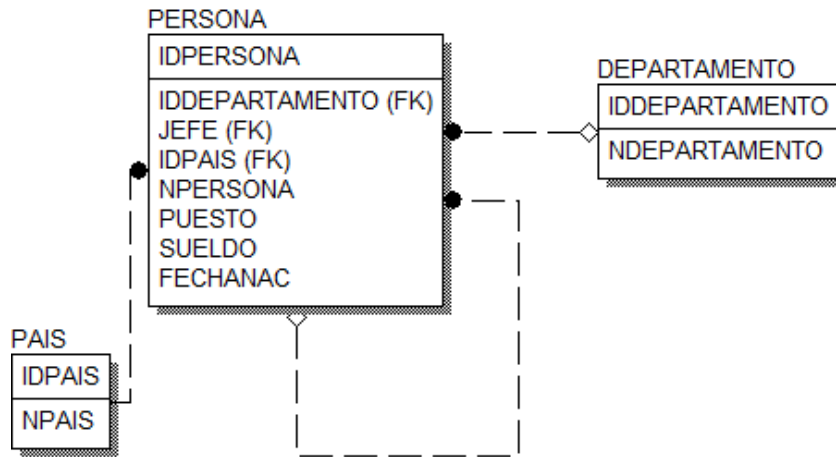 PERSONA
IDPERSONA
IDDEPARTAMENTO (FK)
JEFE (FK)
IDPAIS (FK)
NPERSONA
PUESTO
SUELDO
FECHANAC
DEPARTAMENTO
IDDEPARTAMENTO
NDEPARTAMENTO
PAIS
IDPAIS
NPAIS